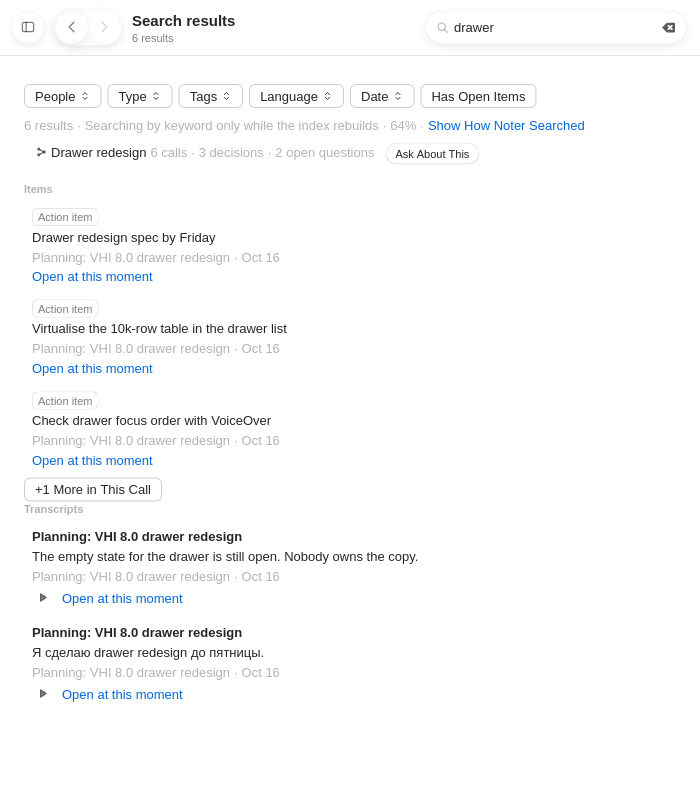 Search results
6 results
drawer
People Type Tags Language Date Has Open Items
6 results · Searching by keyword only while the index rebuilds · 64% · Show How Noter Searched
Drawer redesign 6 calls · 3 decisions · 2 open questions Ask About This
Items
Action item
Drawer redesign spec by Friday
Planning: VHI 8.0 drawer redesign · Oct 16
Open at this moment
Action item
Virtualise the 10k-row table in the drawer list
Planning: VHI 8.0 drawer redesign · Oct 16
Open at this moment
Action item
Check drawer focus order with VoiceOver
Planning: VHI 8.0 drawer redesign · Oct 16
Open at this moment
+1 More in This Call
Transcripts
Planning: VHI 8.0 drawer redesign
The empty state for the drawer is still open. Nobody owns the copy.
Planning: VHI 8.0 drawer redesign · Oct 16
Open at this moment
Planning: VHI 8.0 drawer redesign
Я сделаю drawer redesign до пятницы.
Planning: VHI 8.0 drawer redesign · Oct 16
Open at this moment